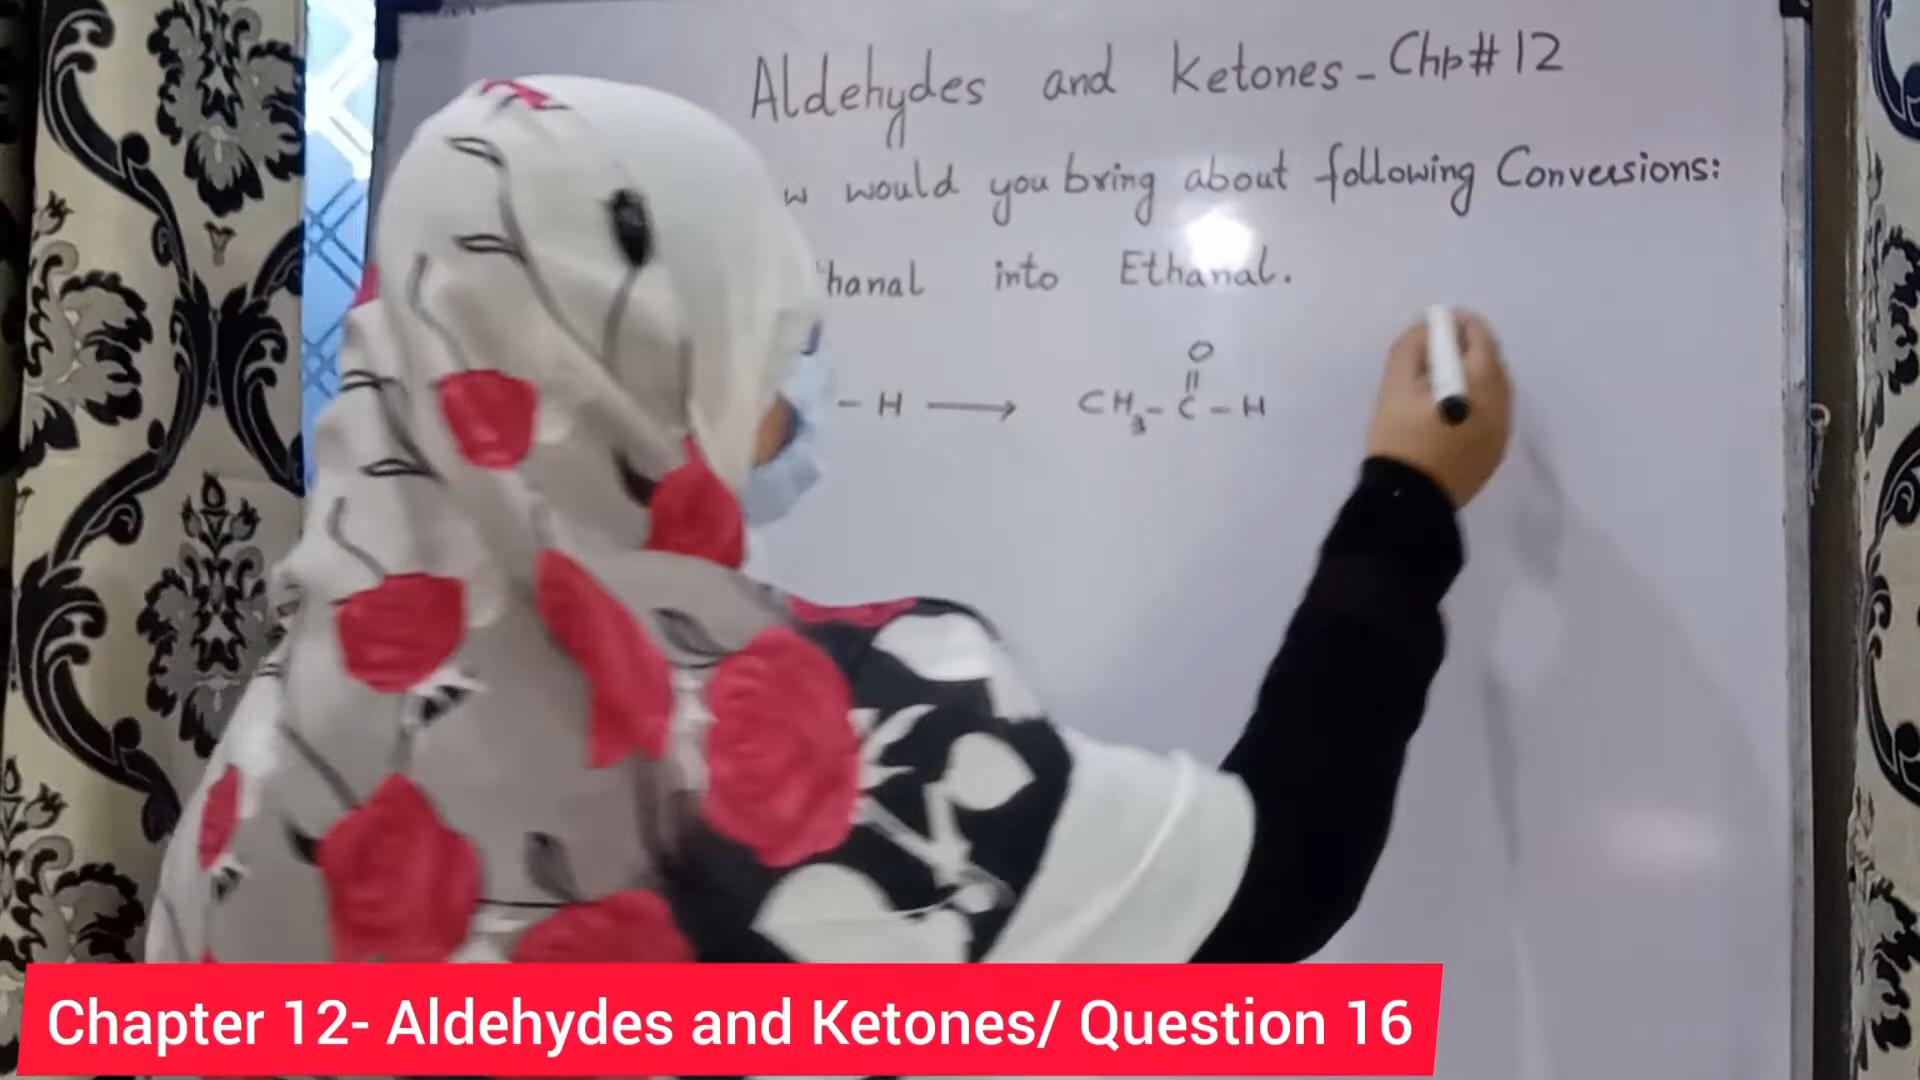 Aldehydes and Ketones - Chp# 12
w would you bring about following Conversions:
hanal into Ethanal.
O
||
- H ⟶ CH₃ - C - H
Chapter 12- Aldehydes and Ketones/ Question 16